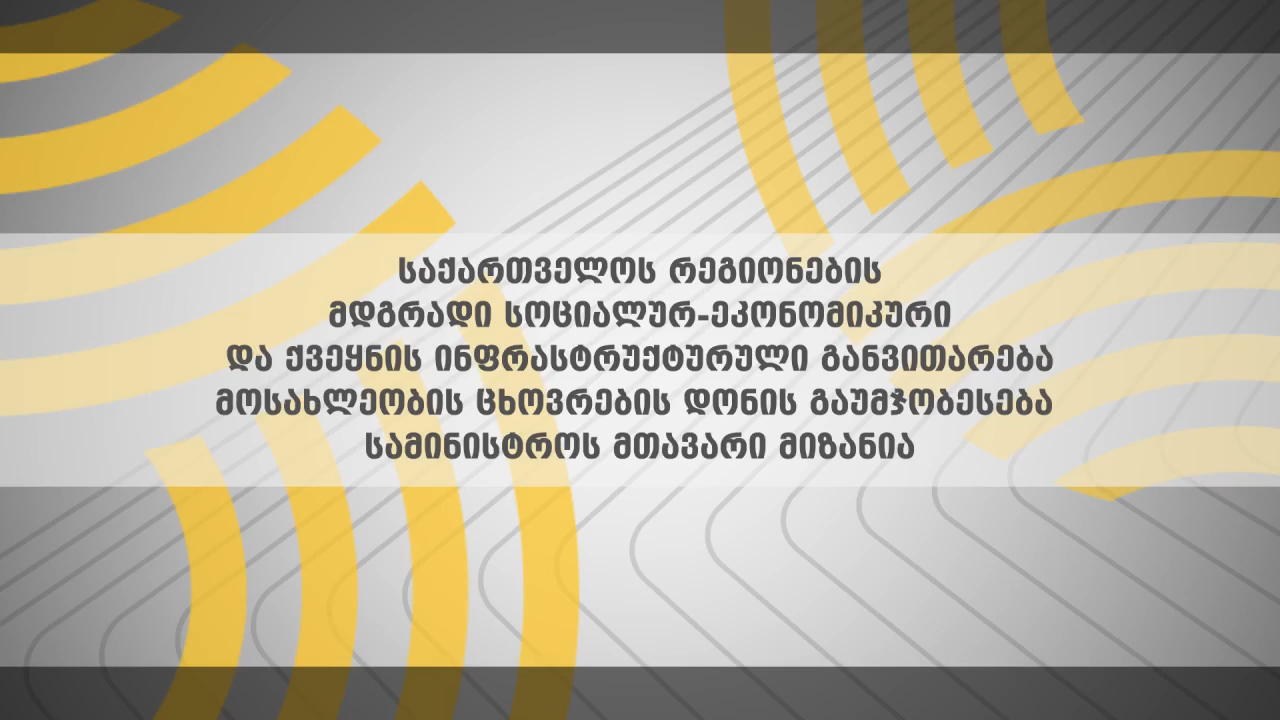 საქართველოს რეგიონების
მდგრადი სოციალურ-ეკონომიკური
და ქვეყნის ინფრასტრუქტურული განვითარება
მოსახლეობის ცხოვრების დონის გაუმჯობესება
სამინისტროს მთავარი მიზანია